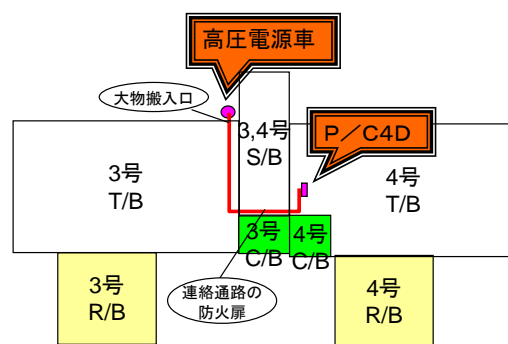 高圧電源車
大物搬入口
3,4号
S/B
P/C4D
3号
T/B
4号
T/B
3号
C/B
4号
C/B
連絡通路の
防火扉
3号
R/B
4号
R/B